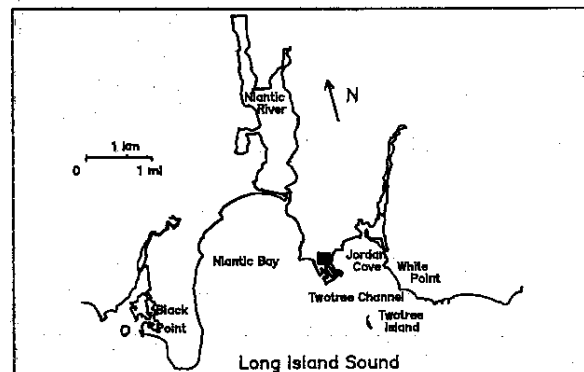 Niantic
River
N
1 km
0 1 mi
Niantic Bay
Jordan
Cove
White
Point
Twotree Channel
Black
Point
Twotree
Island
Long Island Sound